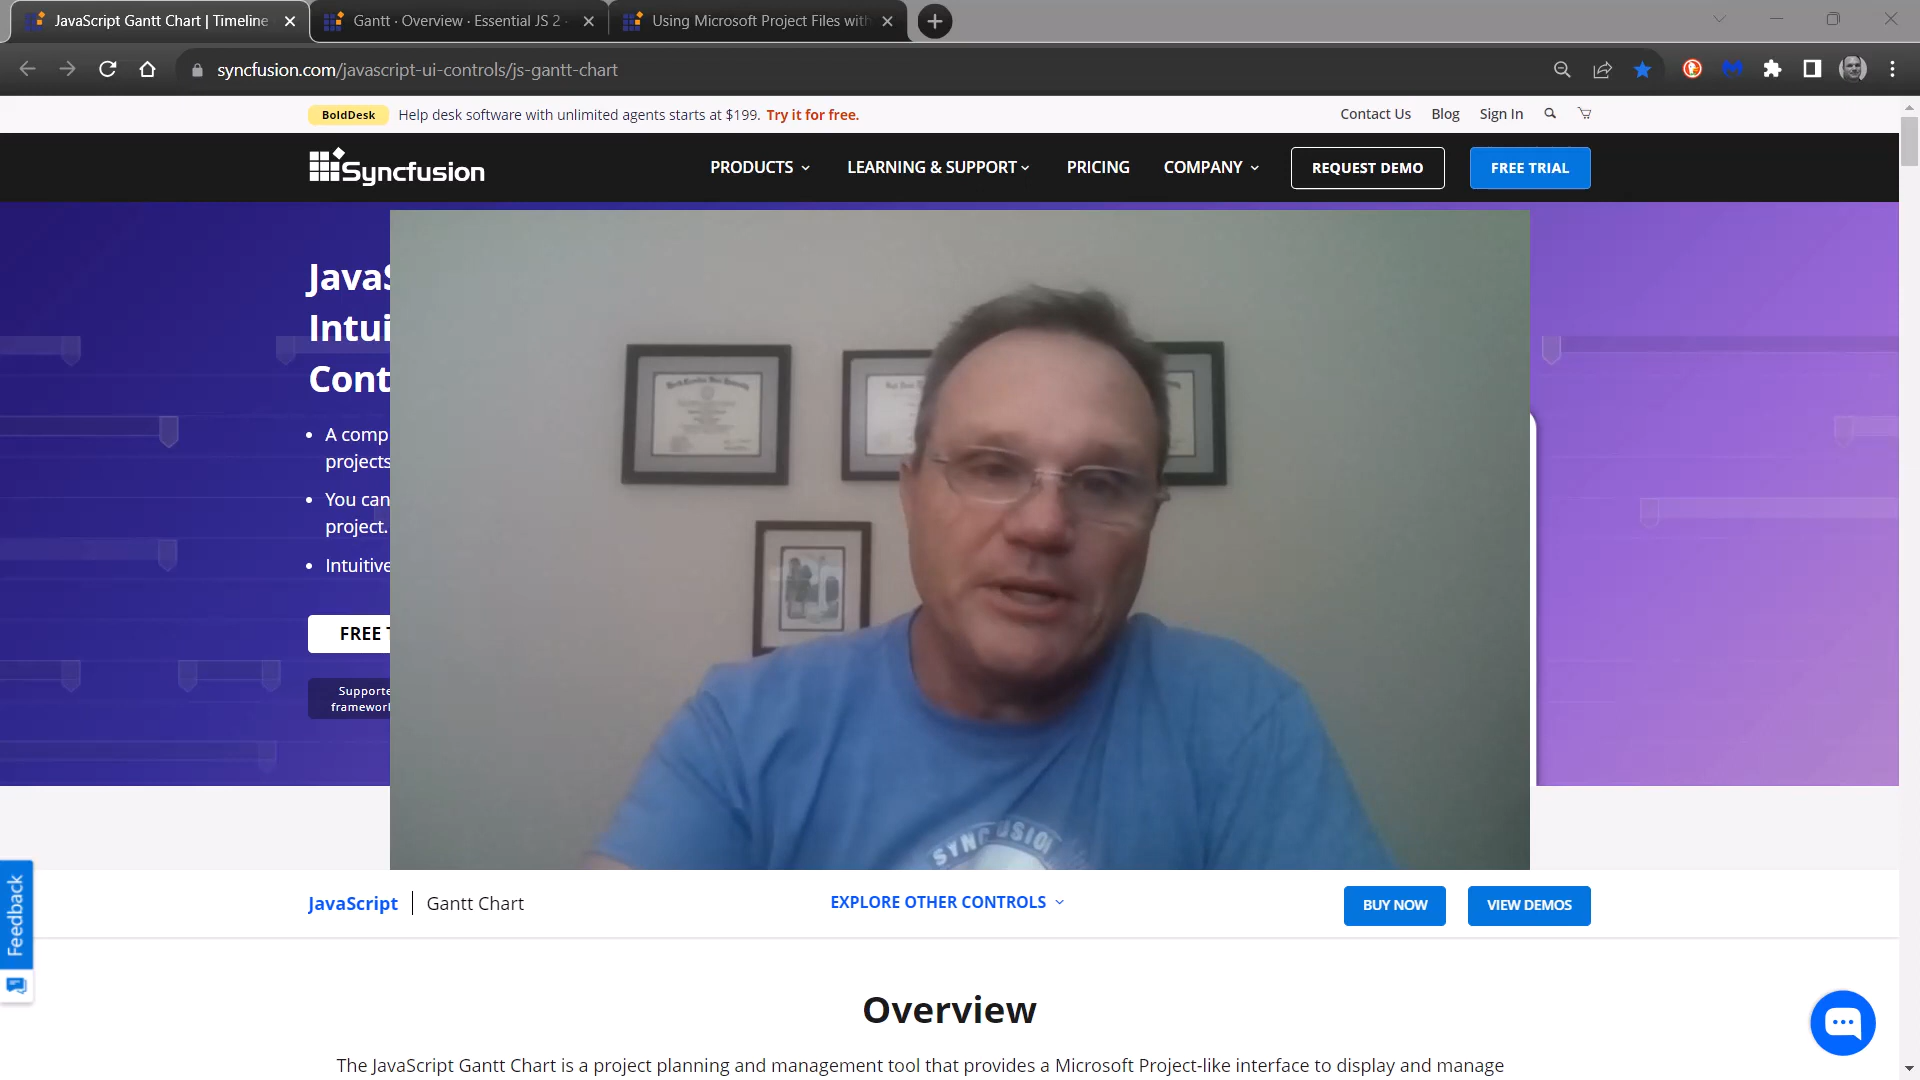 JavaScript Gantt Chart | Timeline
Gantt · Overview · Essential JS 2 -
Using Microsoft Project Files with
syncfusion.com/javascript-ui-controls/js-gantt-chart
BoldDesk Help desk software with unlimited agents starts at $199. Try it for free.
Contact Us Blog Sign In
Syncfusion
PRODUCTS LEARNING & SUPPORT PRICING COMPANY REQUEST DEMO FREE TRIAL
JavaS
Intui
Cont
• A comp
projects
• You can
project.
• Intuitive
FREE T
Supporte
framework
SYNCFUSION
Feedback
JavaScript | Gantt Chart
EXPLORE OTHER CONTROLS
BUY NOW VIEW DEMOS
Overview
The JavaScript Gantt Chart is a project planning and management tool that provides a Microsoft Project-like interface to display and manage